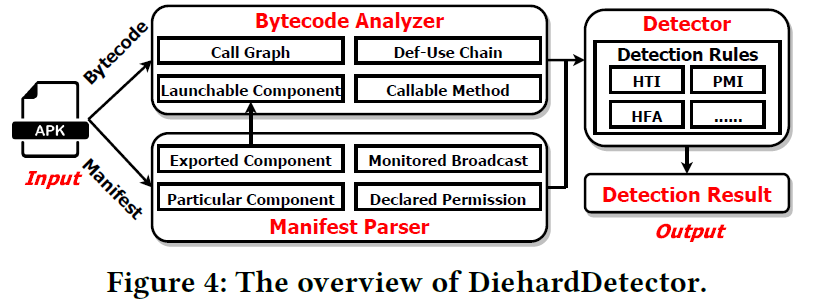 Bytecode Analyzer
Call Graph
Def-Use Chain
Launchable Component
Callable Method
Bytecode
APK
Input
Manifest
Exported Component
Monitored Broadcast
Particular Component
Declared Permission
Manifest Parser
Detector
Detection Rules
HTI
PMI
HFA
......
Detection Result
Output
Figure 4: The overview of DiehardDetector.